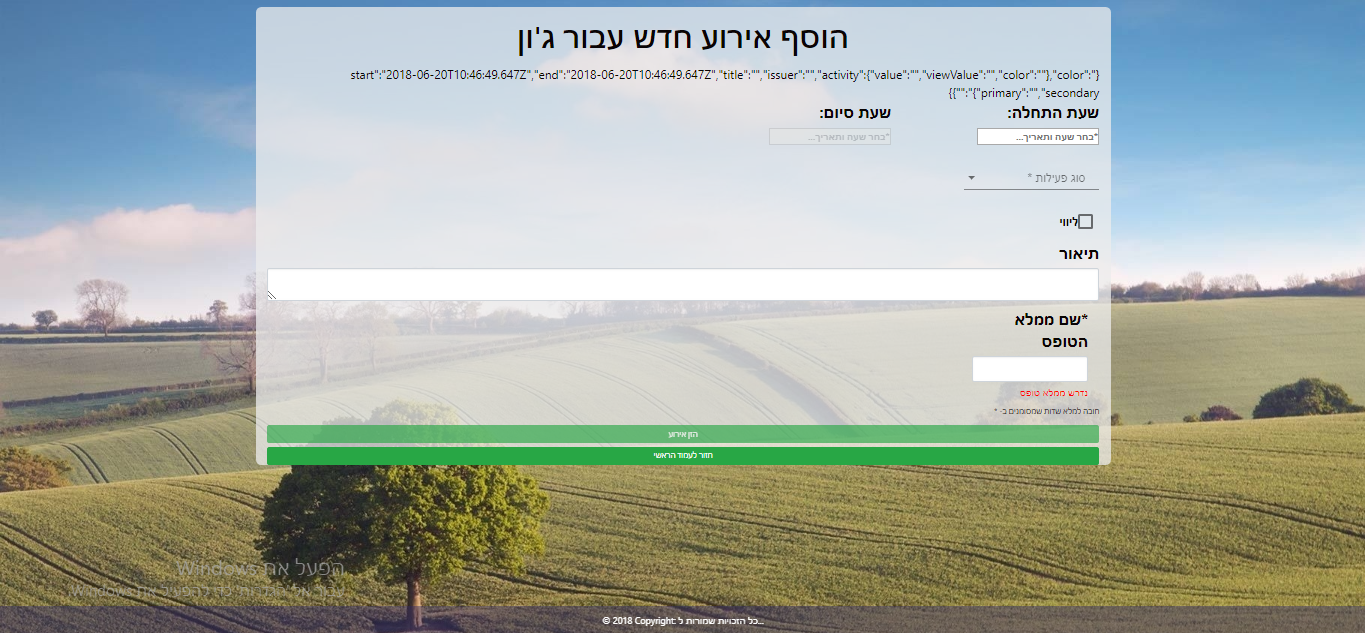 הוסף אירוע חדש עבור ג'ון
{"start":"2018-06-20T10:46:49.647Z","end":"2018-06-20T10:46:49.647Z","title":"","issuer":"","activity":{"value":"","viewValue":"","color":""},"color":
{"primary":"","secondary":""}}
שעת התחלה: שעת סיום:
*בחר שעה ותאריך... *בחר שעה ותאריך...
סוג פעילות *
ליווי
תיאור
*שם ממלא
הטופס
נדרש ממלא טופס
חובה למלא שדות שמסומנים ב- *
הזן אירוע
חזור לעמוד הראשי
הפעל את Windows
עבור אל 'הגדרות' כדי להפעיל את Windows.
© 2018 Copyright: כל הזכויות שמורות ל...